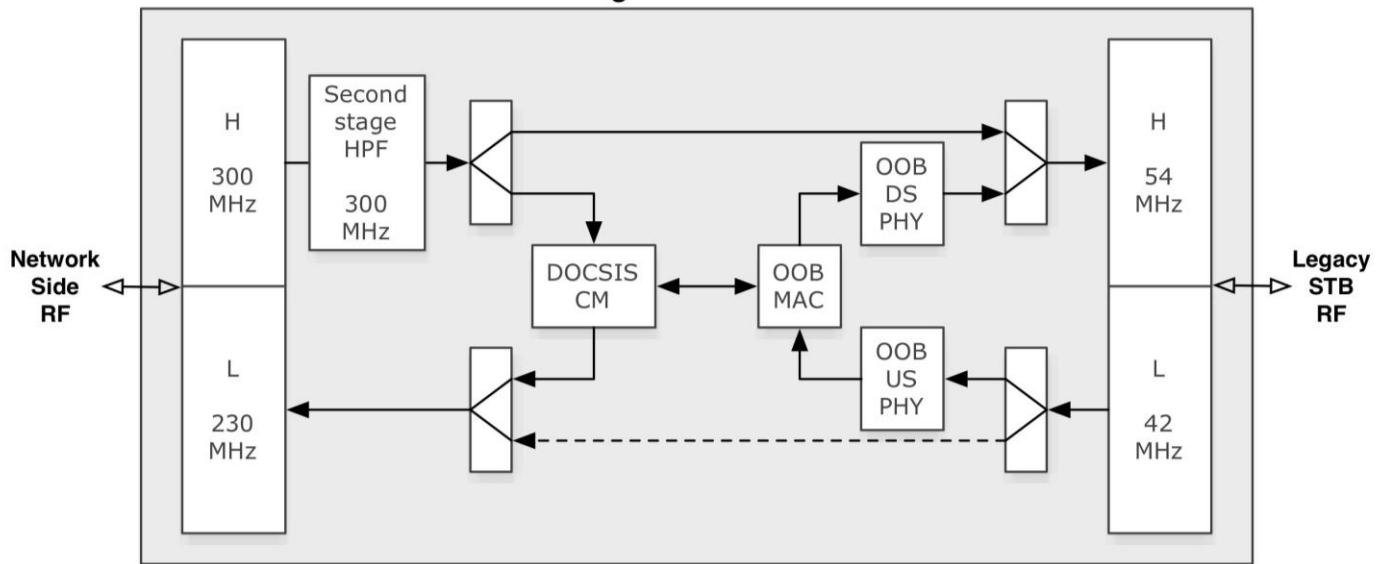 H
300
MHz
Second
stage
HPF
300
MHz
OOB
DS
PHY
H
54
MHz
Network
Side
RF
DOCSIS
CM
OOB
MAC
Legacy
STB
RF
L
230
MHz
OOB
US
PHY
L
42
MHz